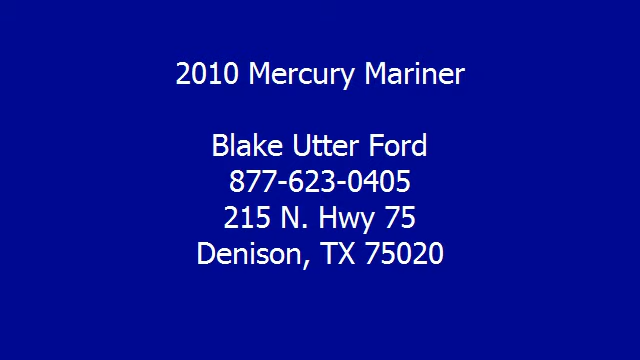 2010 Mercury Mariner
Blake Utter Ford
877-623-0405
215 N. Hwy 75
Denison, TX 75020